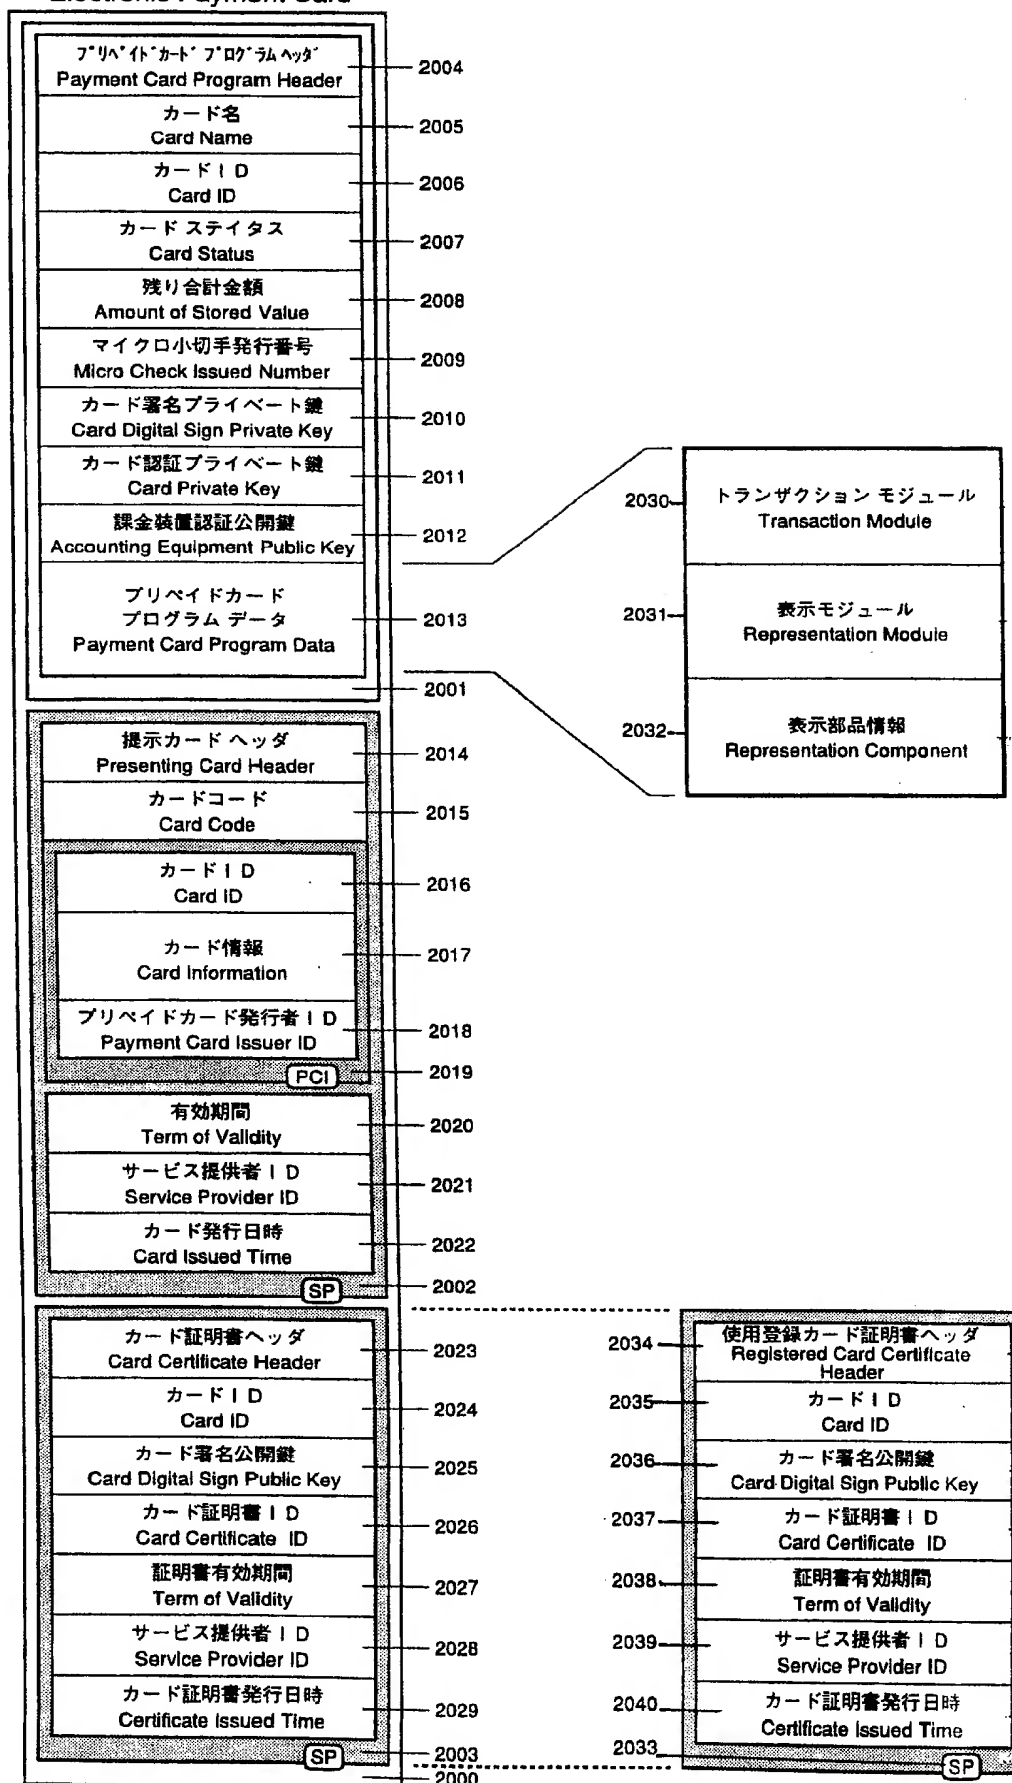 Electronic Payment Card
プリペイドカード プログラムヘッダ
Payment Card Program Header
2004
カード名
Card Name
2005
カードID
Card ID
2006
カード ステイタス
Card Status
2007
残り合計金額
Amount of Stored Value
2008
マイクロ小切手発行番号
Micro Check Issued Number
2009
カード署名プライベート鍵
Card Digital Sign Private Key
2010
カード認証プライベート鍵
Card Private Key
2011
課金装置認証公開鍵
Accounting Equipment Public Key
2012
プリペイドカード
プログラム データ
Payment Card Program Data
2013
2001
2030
トランザクション モジュール
Transaction Module
2031
表示モジュール
Representation Module
2032
表示部品情報
Representation Component
提示カード ヘッダ
Presenting Card Header
2014
カードコード
Card Code
2015
カードID
Card ID
2016
カード情報
Card Information
2017
プリペイドカード発行者ID
Payment Card Issuer ID
2018
PCI
2019
有効期間
Term of Validity
2020
サービス提供者ID
Service Provider ID
2021
カード発行日時
Card Issued Time
2022
SP
2002
カード証明書ヘッダ
Card Certificate Header
2023
カードID
Card ID
2024
カード署名公開鍵
Card Digital Sign Public Key
2025
カード証明書ID
Card Certificate ID
2026
証明書有効期間
Term of Validity
2027
サービス提供者ID
Service Provider ID
2028
カード証明書発行日時
Certificate Issued Time
2029
SP
2003
2000
2034
使用登録カード証明書ヘッダ
Registered Card Certificate
Header
2035
カードID
Card ID
2036
カード署名公開鍵
Card Digital Sign Public Key
2037
カード証明書ID
Card Certificate ID
2038
証明書有効期間
Term of Validity
2039
サービス提供者ID
Service Provider ID
2040
カード証明書発行日時
Certificate Issued Time
2033
SP